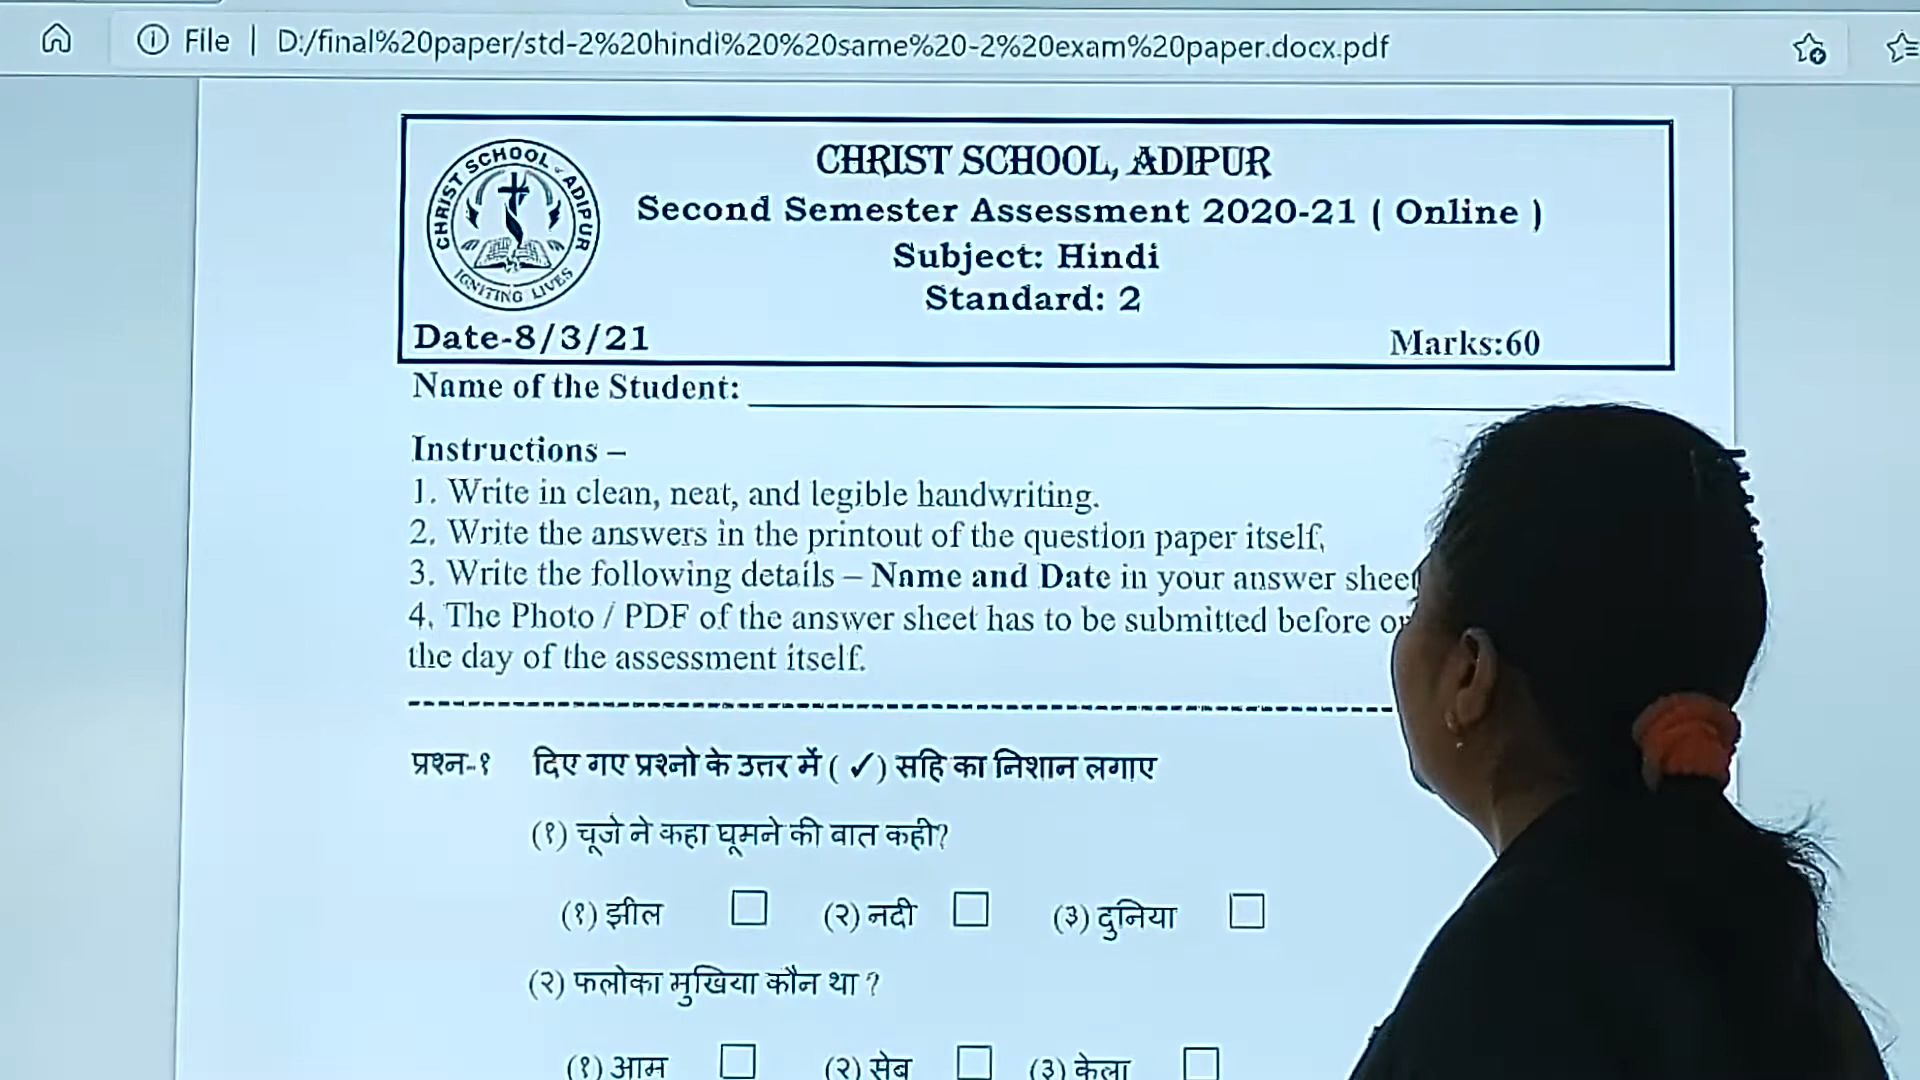 File | D:/final%20paper/std-2%20hindi%20%20same%20-2%20exam%20paper.docx.pdf
CHRIST SCHOOL, ADIPUR
IGNITING LIVES
CHRIST SCHOOL, ADIPUR
Second Semester Assessment 2020-21 ( Online )
Subject: Hindi
Standard: 2
Date-8/3/21 Marks:60
Name of the Student:
Instructions –
1. Write in clean, neat, and legible handwriting.
2. Write the answers in the printout of the question paper itself.
3. Write the following details – Name and Date in your answer sheet
4. The Photo / PDF of the answer sheet has to be submitted before
the day of the assessment itself.
प्रश्न-१ दिए गए प्रश्नो के उत्तर में ( ✓ ) सहि का निशान लगाए
(१) चूजे ने कहा घूमने की बात कही?
(१) झील (२) नदी (३) दुनिया
(२) फलोका मुखिया कौन था ?
(१) आम (२) सेब (३) केला